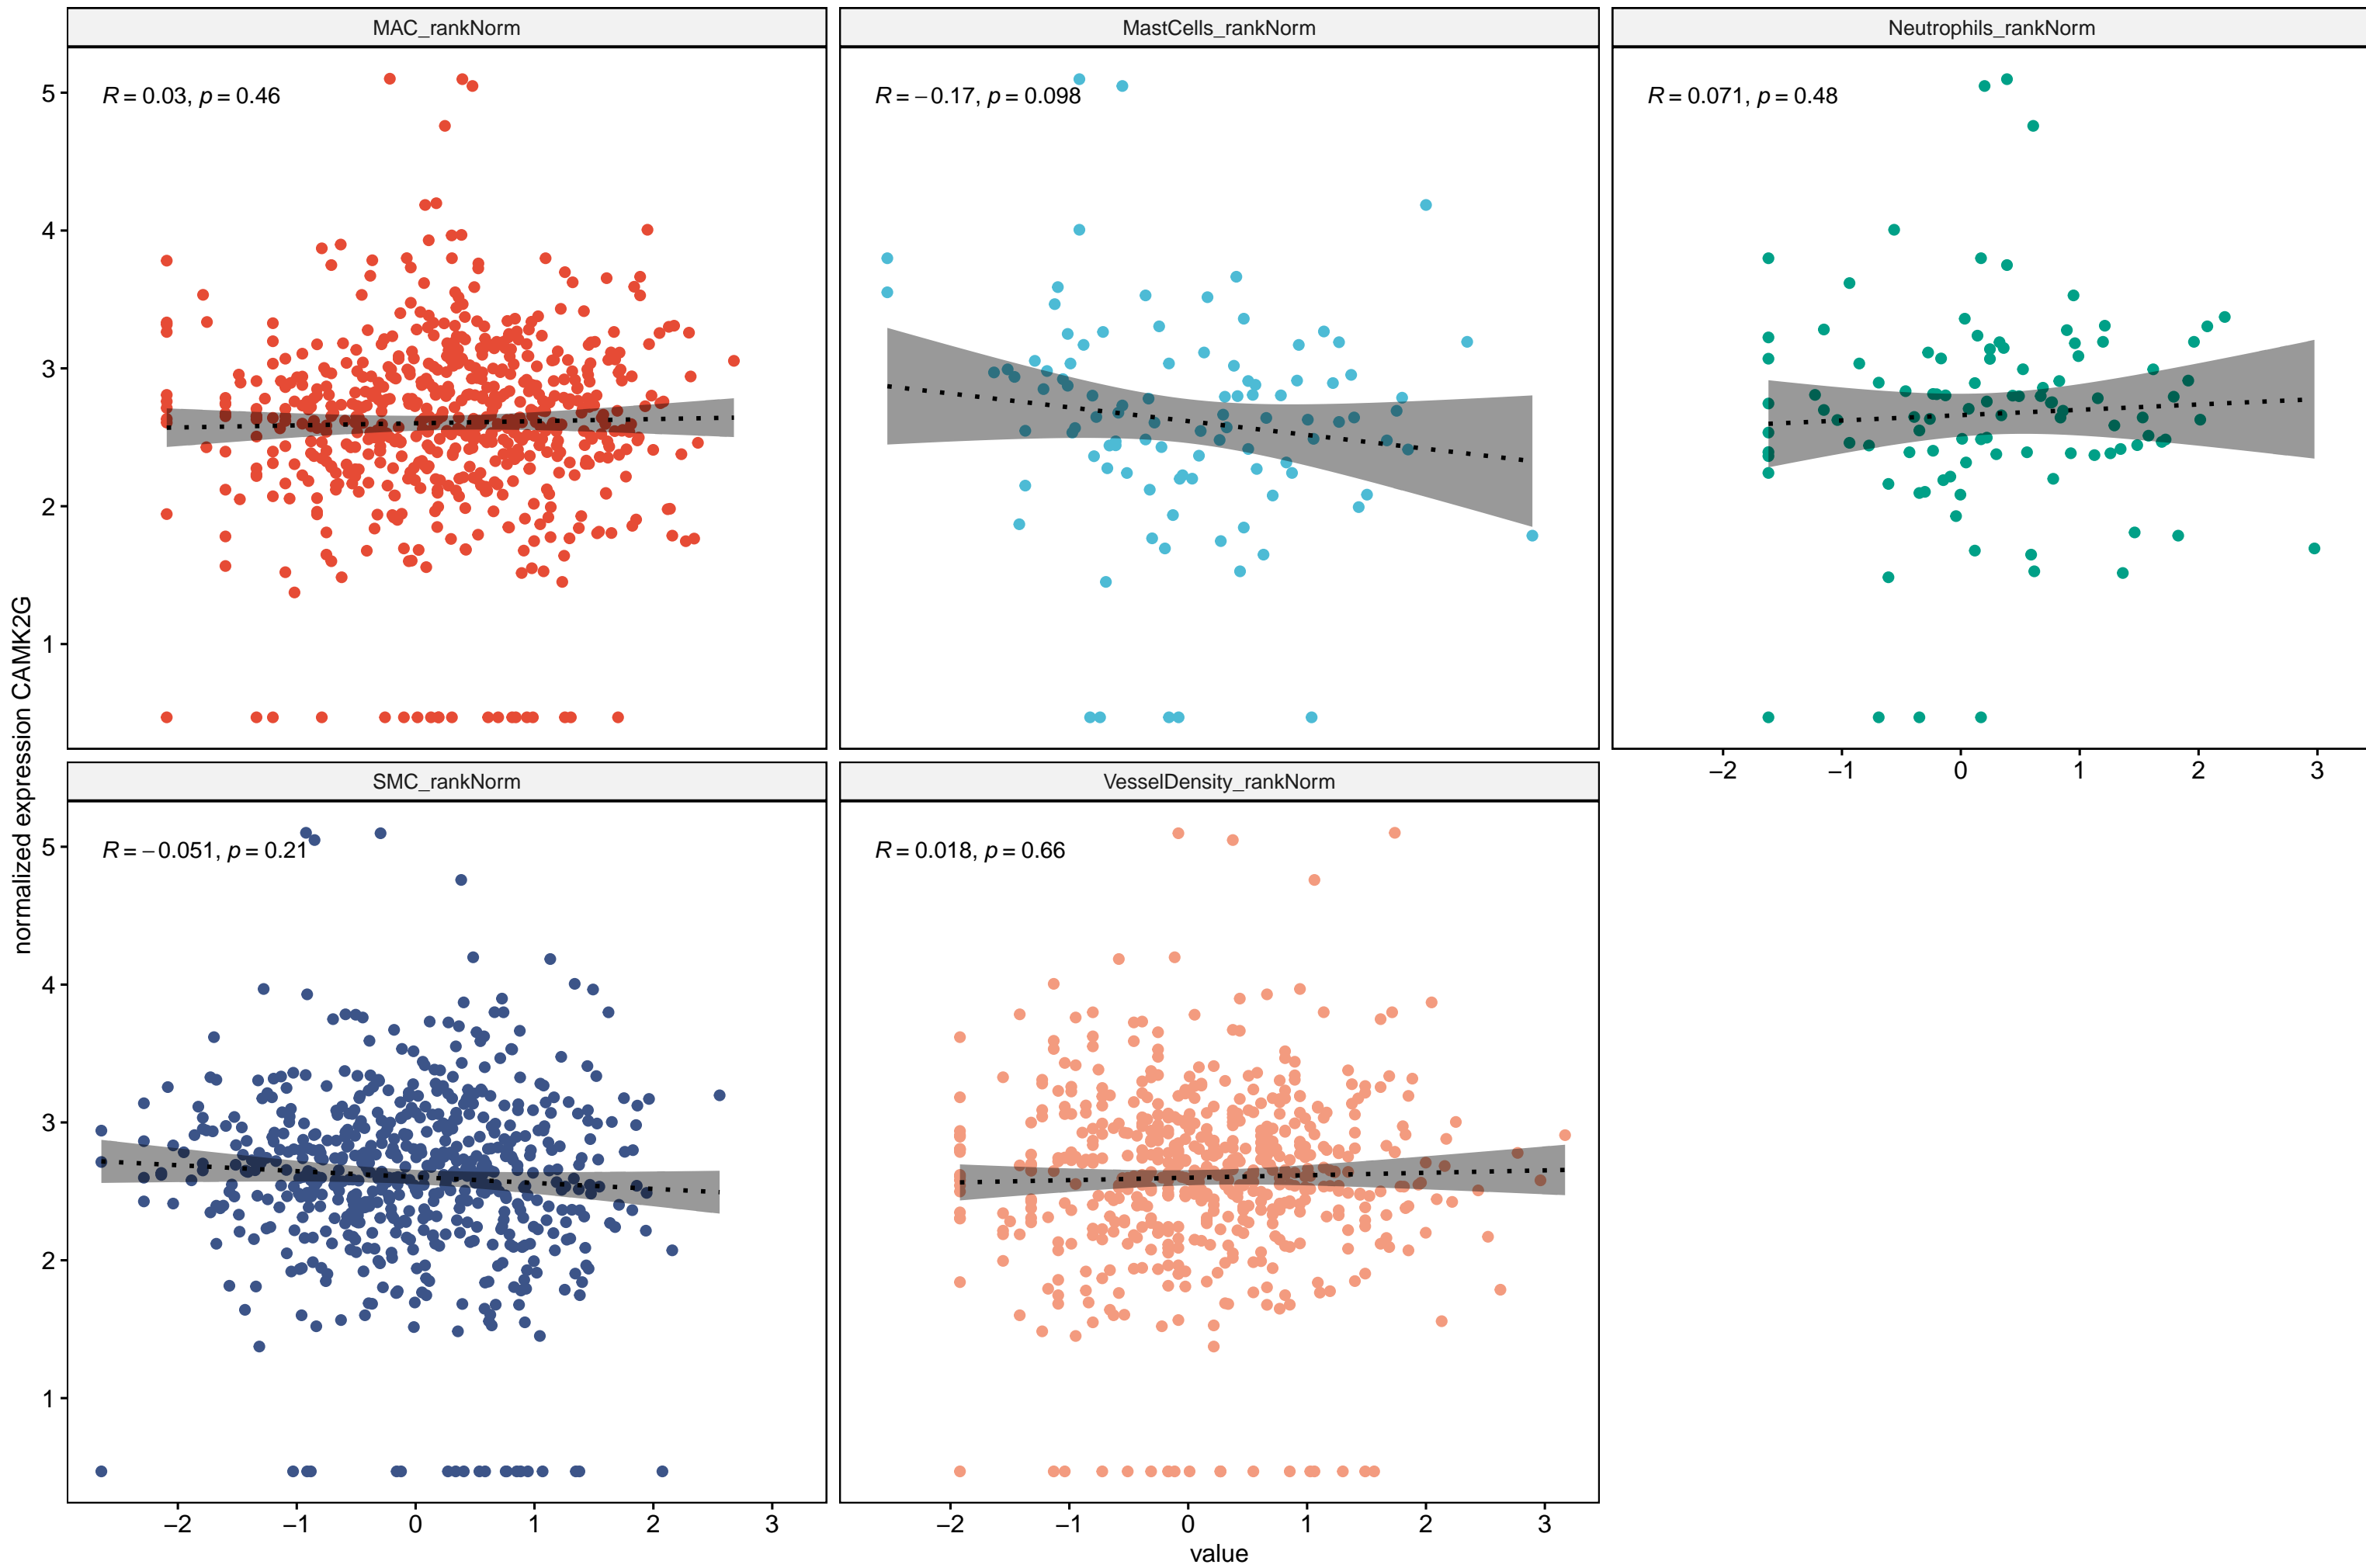 MAC_rankNorm
MastCells_rankNorm
Neutrophils_rankNorm
R = 0.03, p = 0.46
R = −0.17, p = 0.098
R = 0.071, p = 0.48
5
4
3
2
1
−2 −1 0 1 2 3
normalized expression CAMK2G
SMC_rankNorm
VesselDensity_rankNorm
R = −0.051, p = 0.21
R = 0.018, p = 0.66
5
4
3
2
1
−2 −1 0 1 2 3
−2 −1 0 1 2 3
value